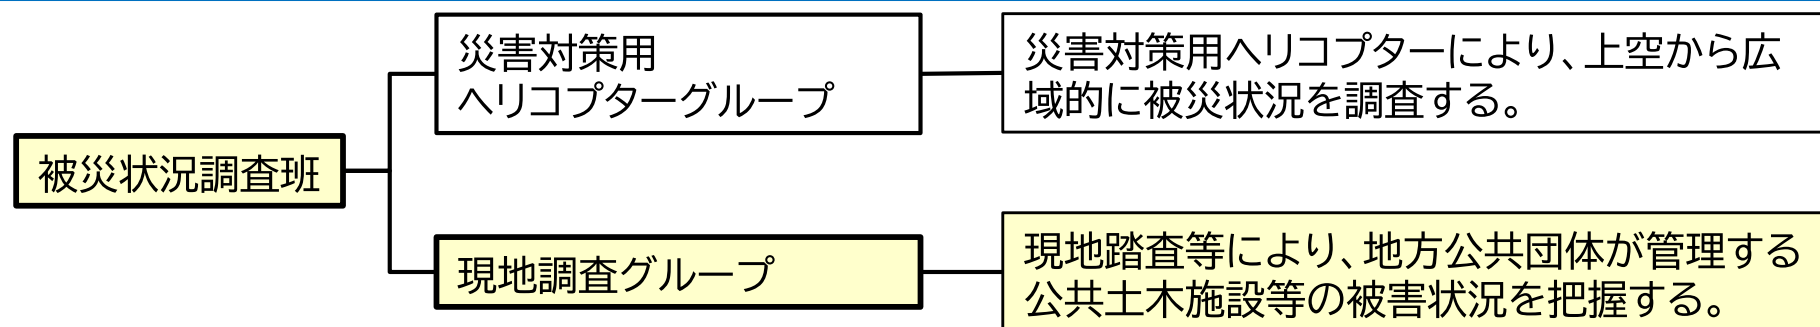 災害対策用
ヘリコプターグループ
災害対策用ヘリコプターにより、上空から広
域的に被災状況を調査する。
被災状況調査班
現地調査グループ
現地踏査等により、地方公共団体が管理する
公共土木施設等の被害状況を把握する。